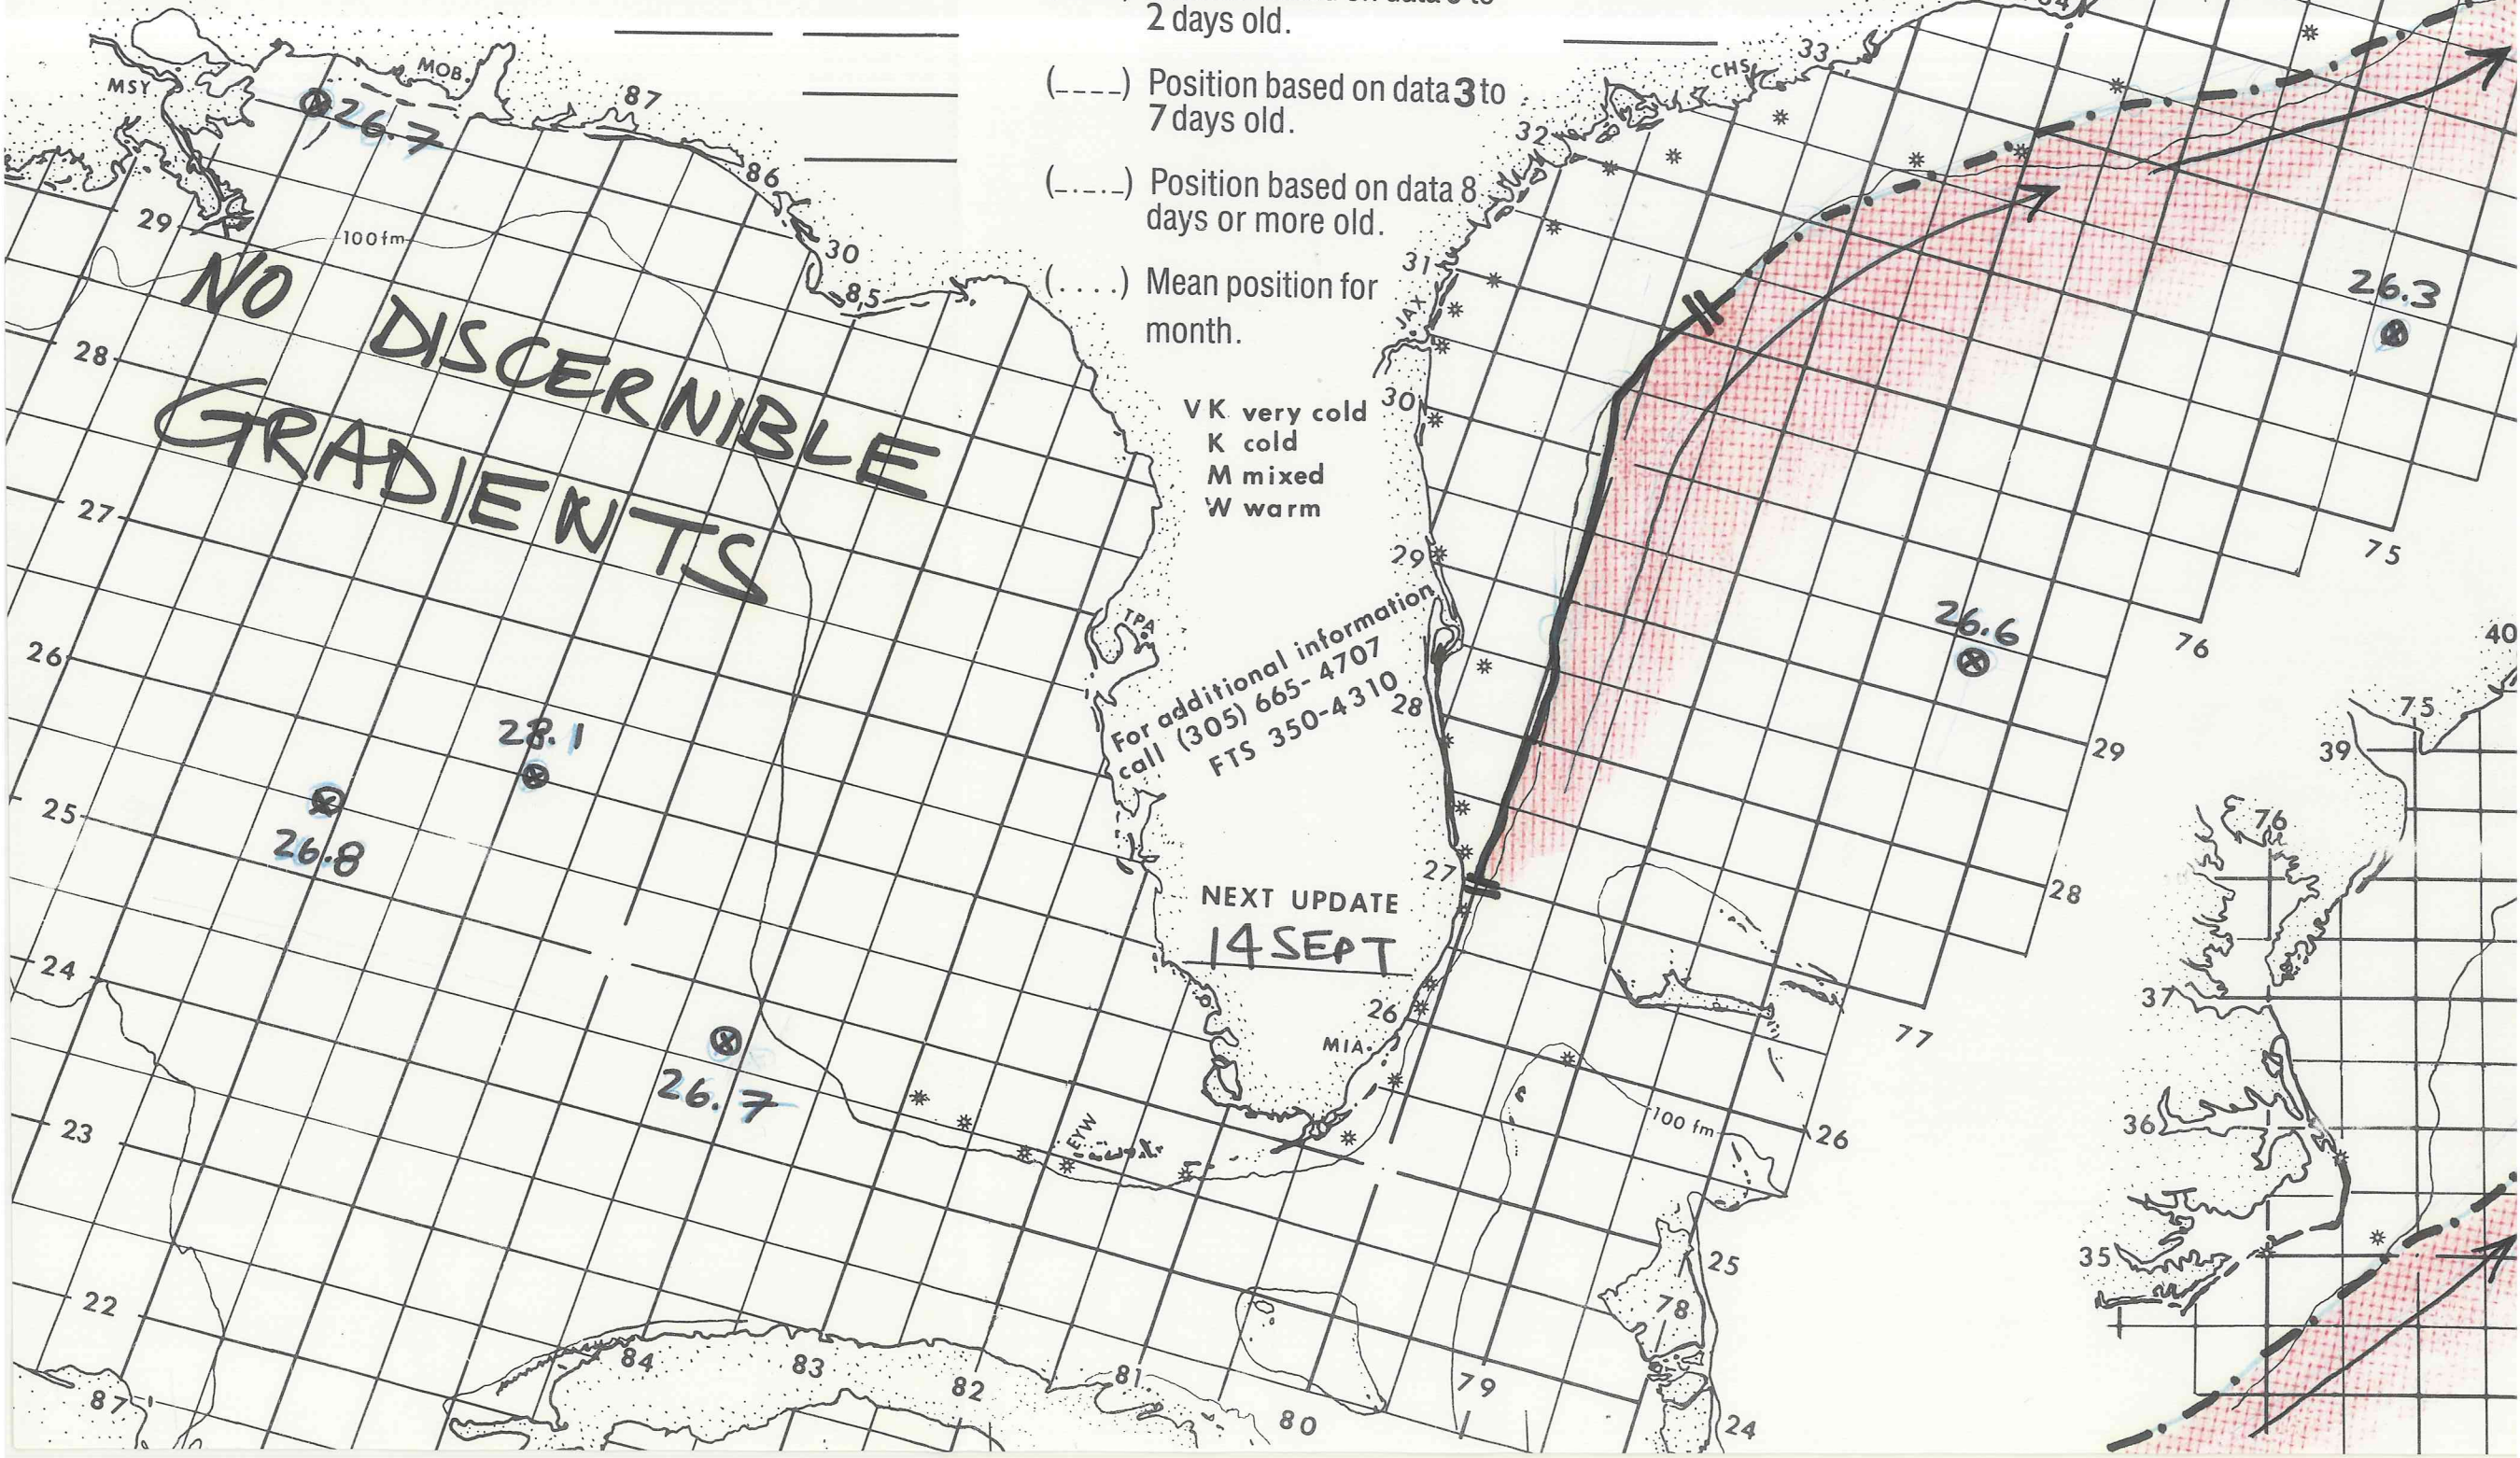 2 days old.
(____) Position based on data 3 to
7 days old.
(_._._) Position based on data 8
days or more old.
(....) Mean position for
month.
VK very cold
K cold
M mixed
W warm
For additional information
call (305) 665-4707
FTS 350-4310
NEXT UPDATE
14 SEPT
NO DISCERNIBLE
GRADIENTS
MSY
MOB.
26.7
87
86
30
85
29
100 fm
28
27
26
25
24
23
22
28.1
26.8
26.7
TPA
EYW
MIA.
JAX
CHS
33
32
31
30
29
28
27
26
26.3
26.6
75
76
29
28
77
26
100 fm
25
78
24
79
80
81
82
83
84
87
40
75
39
76
37
36
35